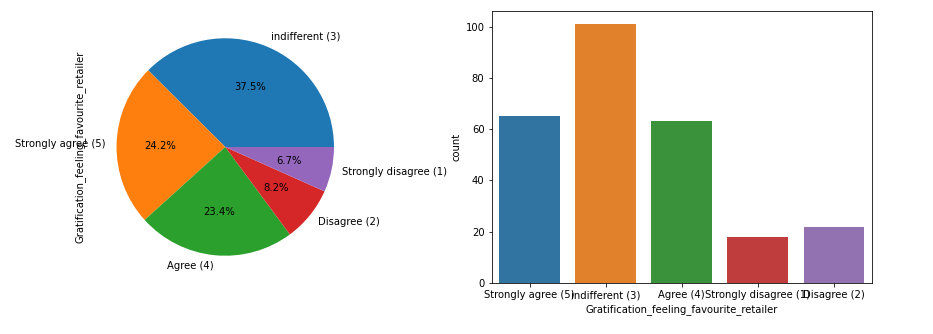 indifferent (3)
37.5%
Strongly agree (5)
24.2%
Gratification_feeling_favourite_retailer
6.7%
Strongly disagree (1)
8.2%
Disagree (2)
23.4%
Agree (4)
100
80
60
40
20
0
count
Strongly agree (5)
indifferent (3)
Agree (4)
Strongly disagree (1)
Disagree (2)
Gratification_feeling_favourite_retailer